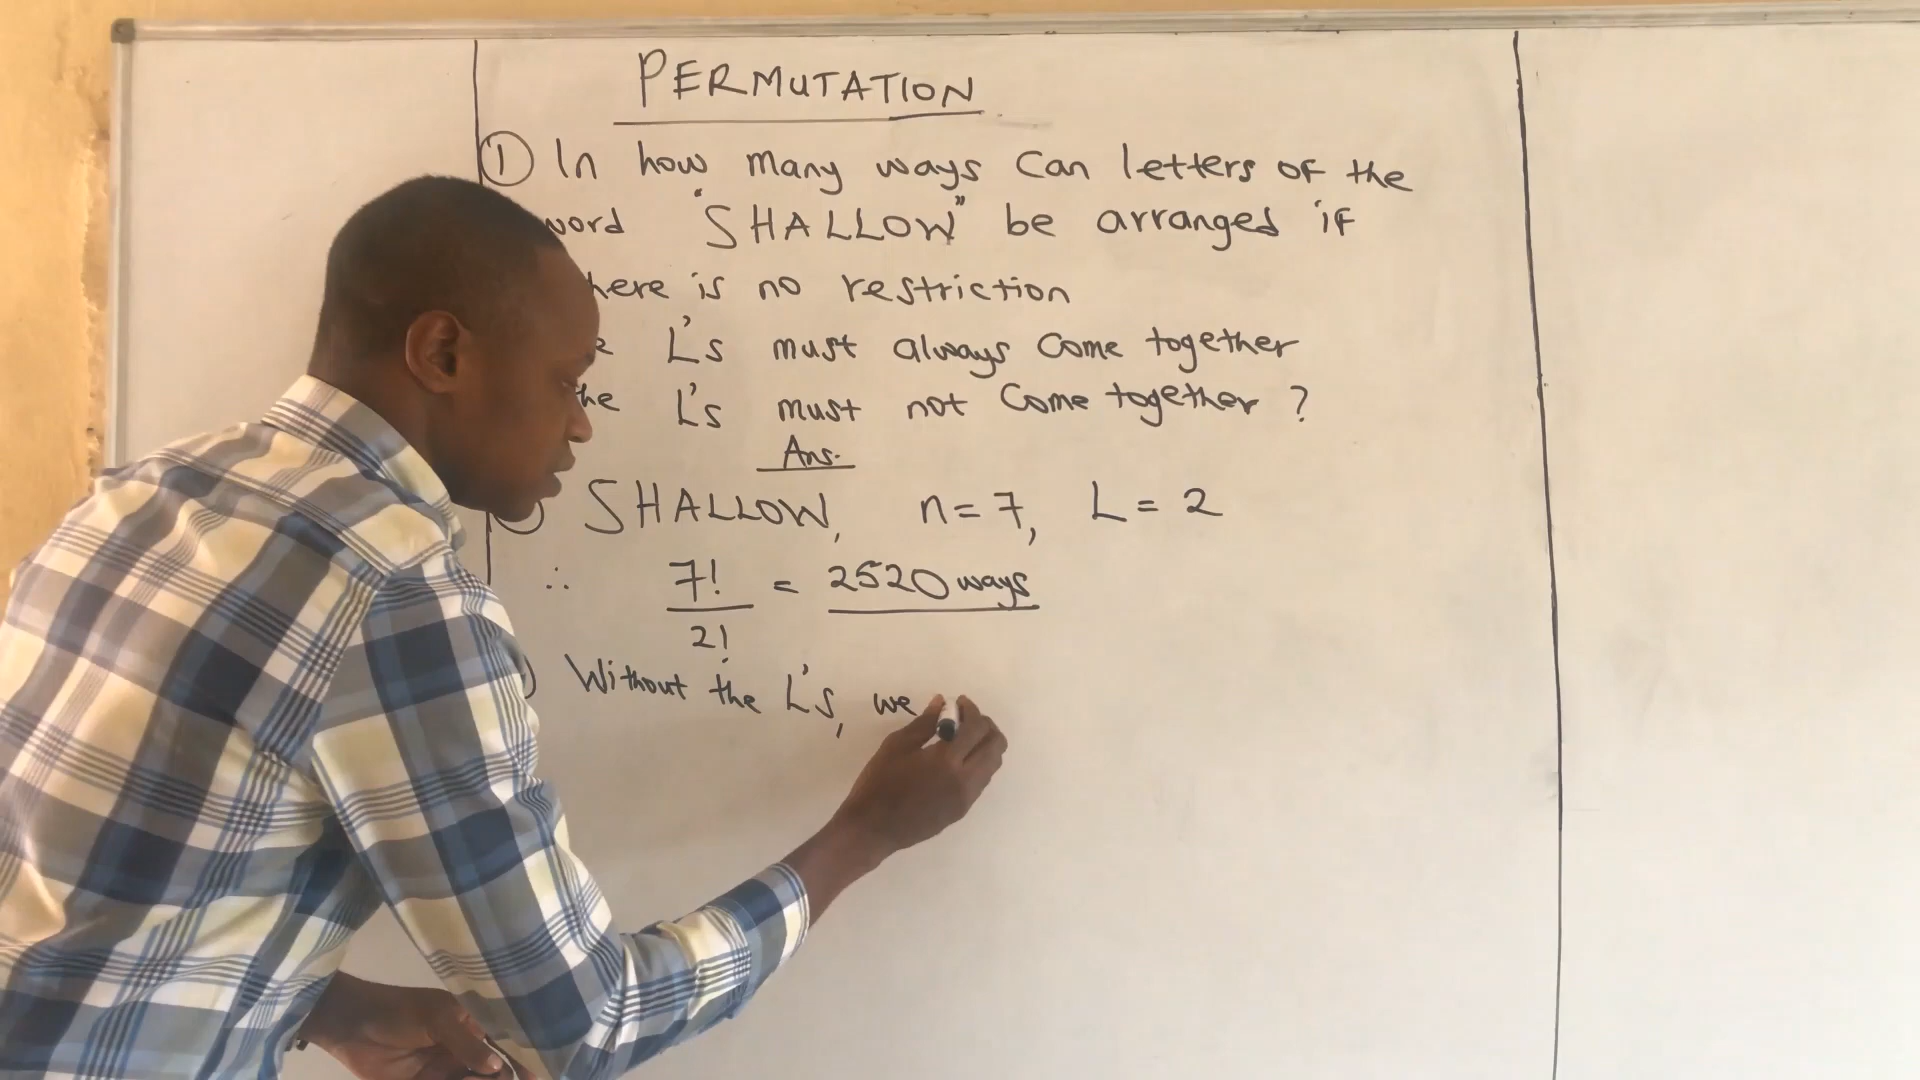 PERMUTATION
① In how many ways can letters of the
word "SHALLOW" be arranged if
here is no restriction
L's must always come together
he L's must not come together ?
Ans.
SHALLOW, n = 7, L = 2
∴ 7! / 2! = 2520 ways
) Without the L's, we